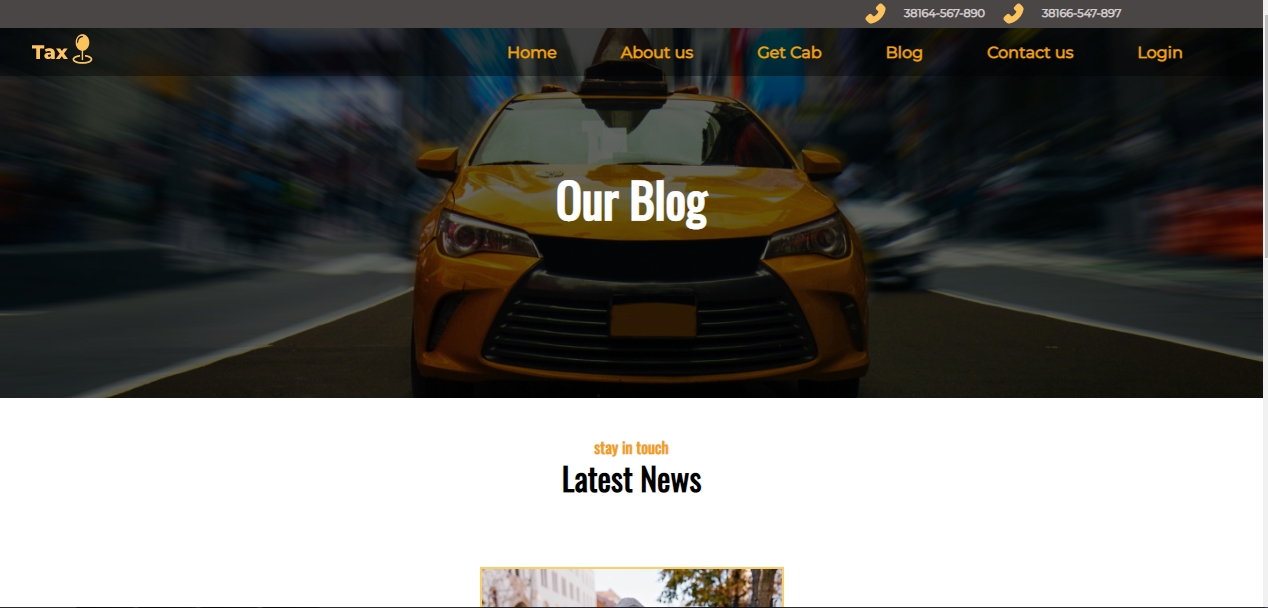 38164-567-890 38166-547-897
Tax Home About us Get Cab Blog Contact us Login
Our Blog
stay in touch
Latest News